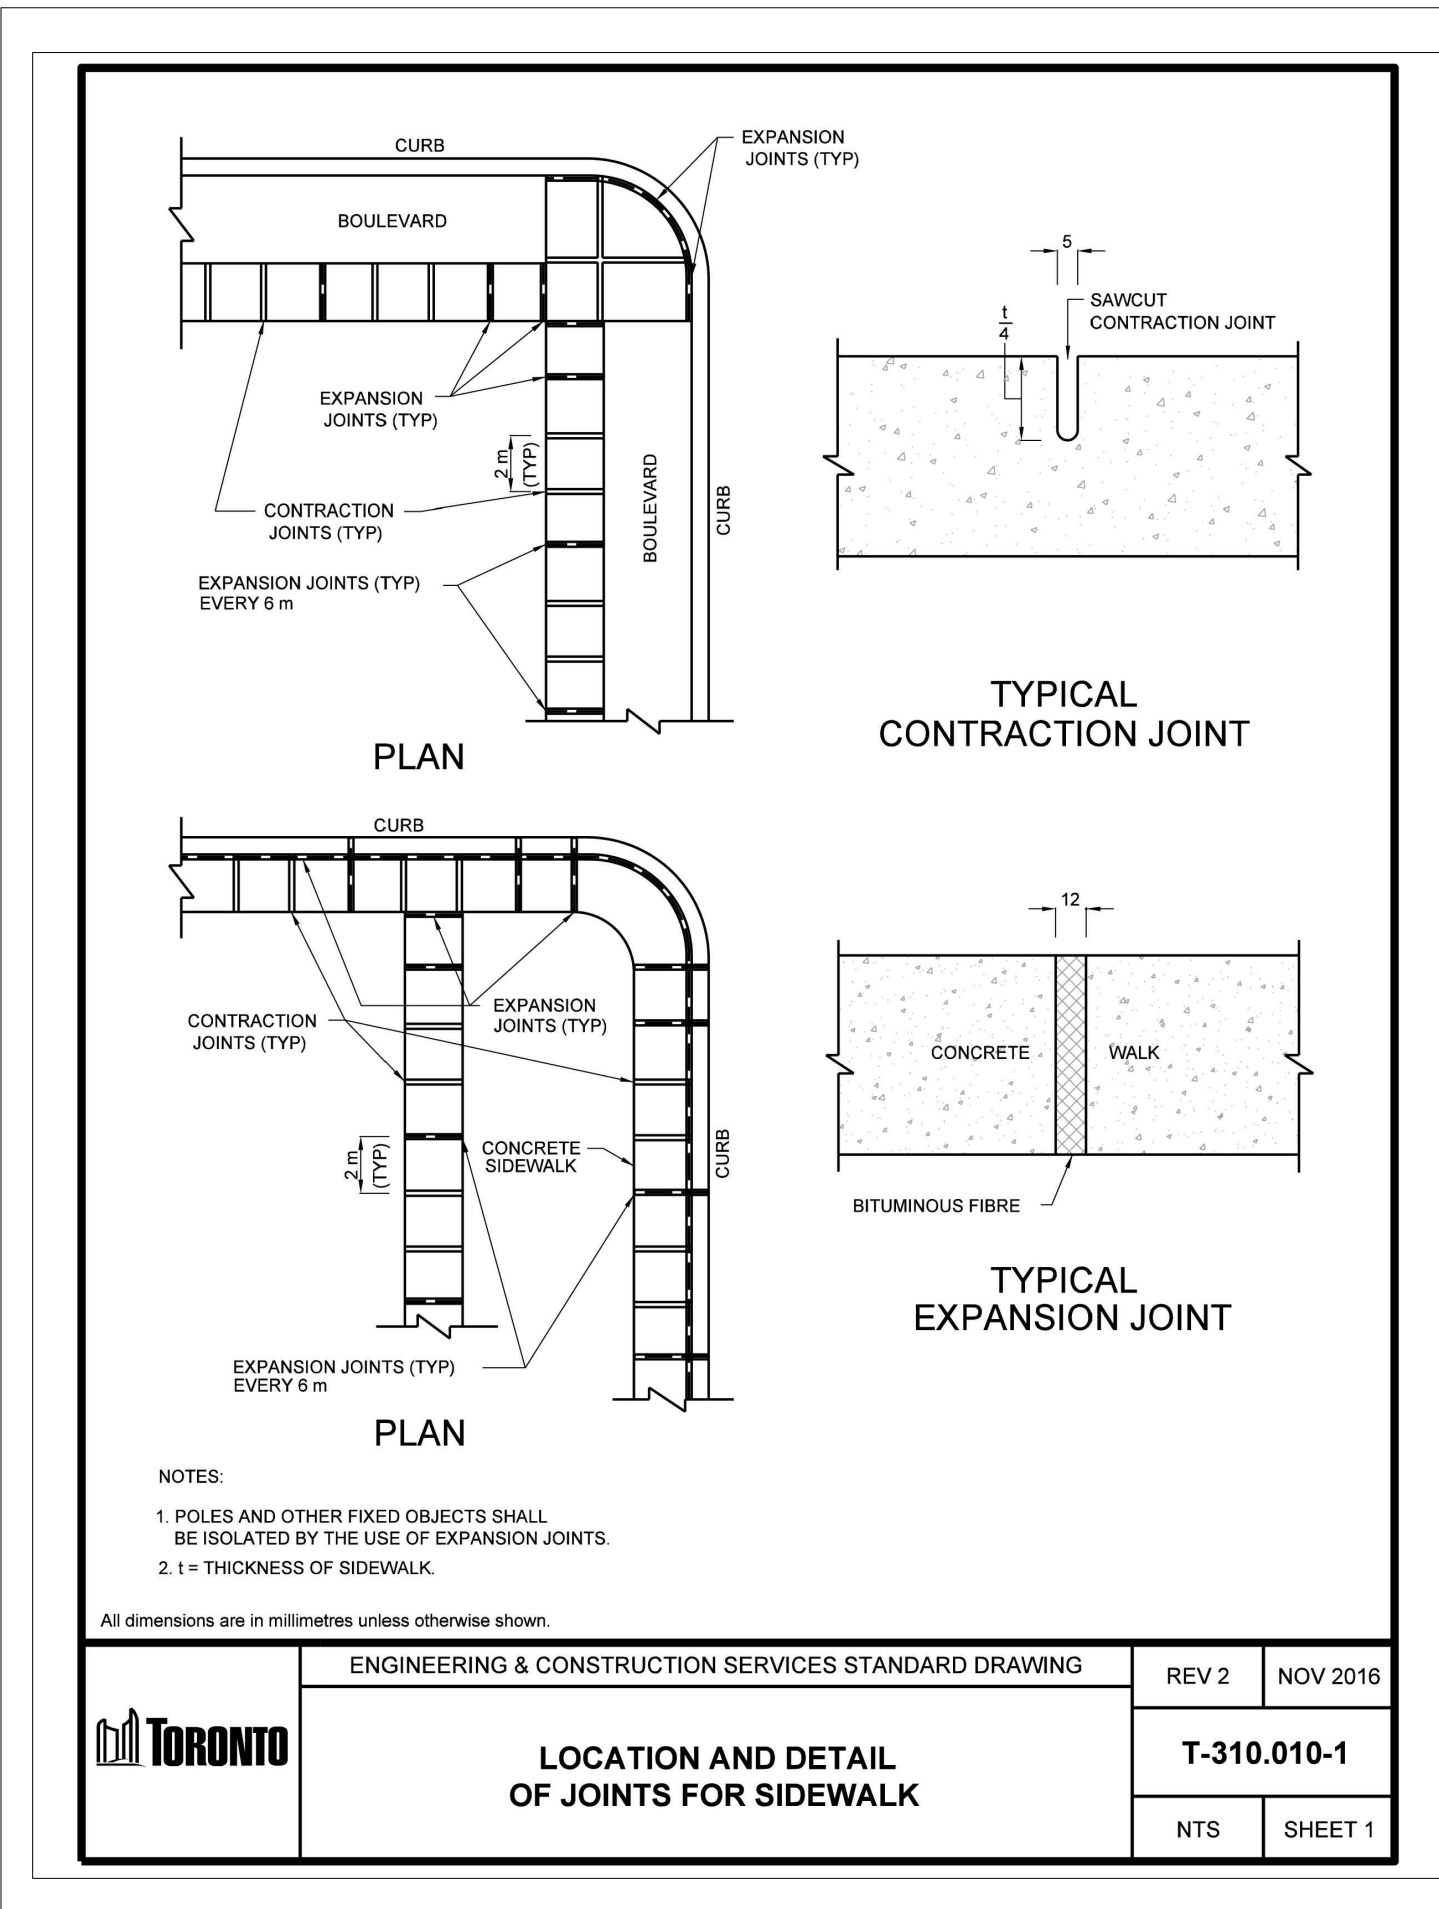 CURB
EXPANSION
JOINTS (TYP)
BOULEVARD
EXPANSION
JOINTS (TYP)
2 m
(TYP)
CONTRACTION
JOINTS (TYP)
BOULEVARD
CURB
EXPANSION JOINTS (TYP)
EVERY 6 m
PLAN
5
SAWCUT
CONTRACTION JOINT
t
4
TYPICAL
CONTRACTION JOINT
CURB
EXPANSION
JOINTS (TYP)
CONTRACTION
JOINTS (TYP)
2 m
(TYP)
CONCRETE
SIDEWALK
CURB
EXPANSION JOINTS (TYP)
EVERY 6 m
PLAN
12
CONCRETE WALK
BITUMINOUS FIBRE
TYPICAL
EXPANSION JOINT
NOTES:
1. POLES AND OTHER FIXED OBJECTS SHALL
BE ISOLATED BY THE USE OF EXPANSION JOINTS.
2. t = THICKNESS OF SIDEWALK.
All dimensions are in millimetres unless otherwise shown.
TORONTO
ENGINEERING & CONSTRUCTION SERVICES STANDARD DRAWING
LOCATION AND DETAIL
OF JOINTS FOR SIDEWALK
REV 2 NOV 2016
T-310.010-1
NTS SHEET 1